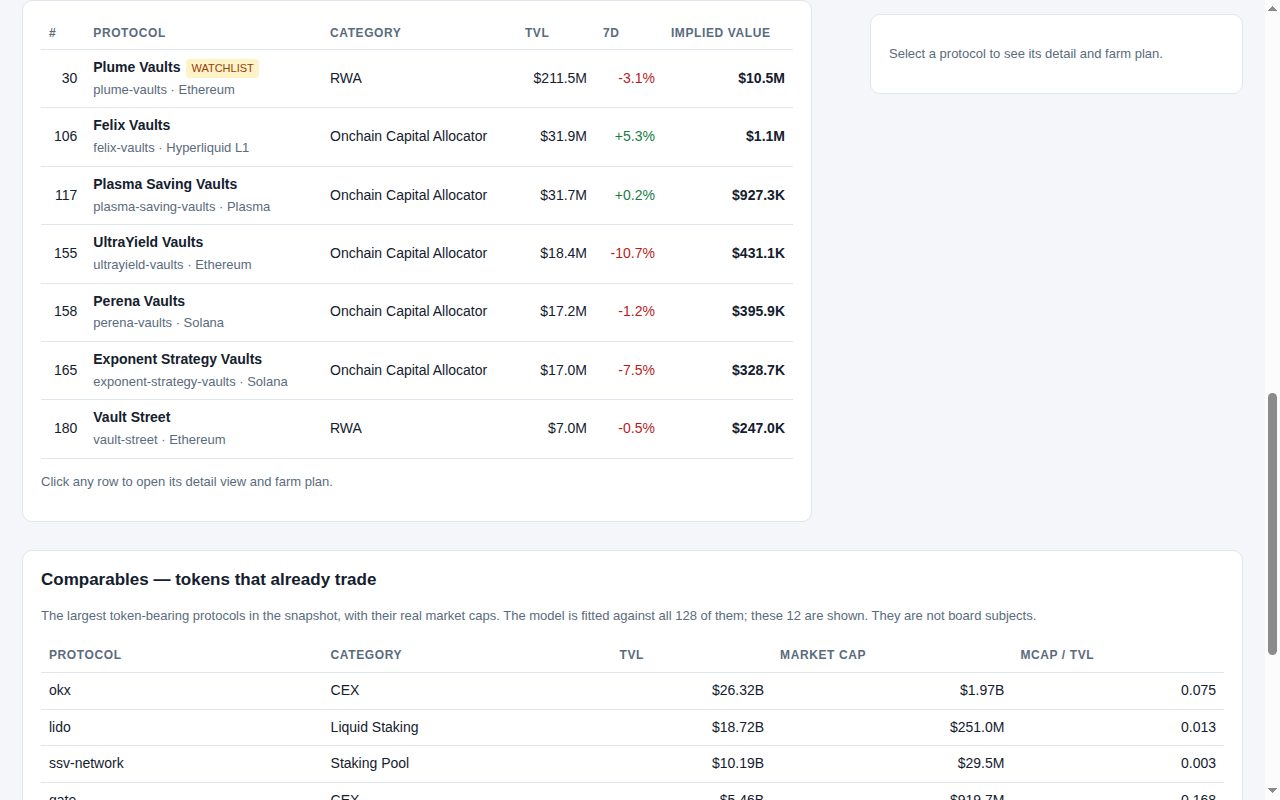 # PROTOCOL CATEGORY TVL 7D IMPLIED VALUE
30 Plume Vaults WATCHLIST RWA $211.5M -3.1% $10.5M
plume-vaults · Ethereum
106 Felix Vaults Onchain Capital Allocator $31.9M +5.3% $1.1M
felix-vaults · Hyperliquid L1
117 Plasma Saving Vaults Onchain Capital Allocator $31.7M +0.2% $927.3K
plasma-saving-vaults · Plasma
155 UltraYield Vaults Onchain Capital Allocator $18.4M -10.7% $431.1K
ultrayield-vaults · Ethereum
158 Perena Vaults Onchain Capital Allocator $17.2M -1.2% $395.9K
perena-vaults · Solana
165 Exponent Strategy Vaults Onchain Capital Allocator $17.0M -7.5% $328.7K
exponent-strategy-vaults · Solana
180 Vault Street RWA $7.0M -0.5% $247.0K
vault-street · Ethereum
Click any row to open its detail view and farm plan.
Select a protocol to see its detail and farm plan.
Comparables — tokens that already trade
The largest token-bearing protocols in the snapshot, with their real market caps. The model is fitted against all 128 of them; these 12 are shown. They are not board subjects.
PROTOCOL CATEGORY TVL MARKET CAP MCAP / TVL
okx CEX $26.32B $1.97B 0.075
lido Liquid Staking $18.72B $251.0M 0.013
ssv-network Staking Pool $10.19B $29.5M 0.003
gate CEX $5.46B $919.7M 0.168